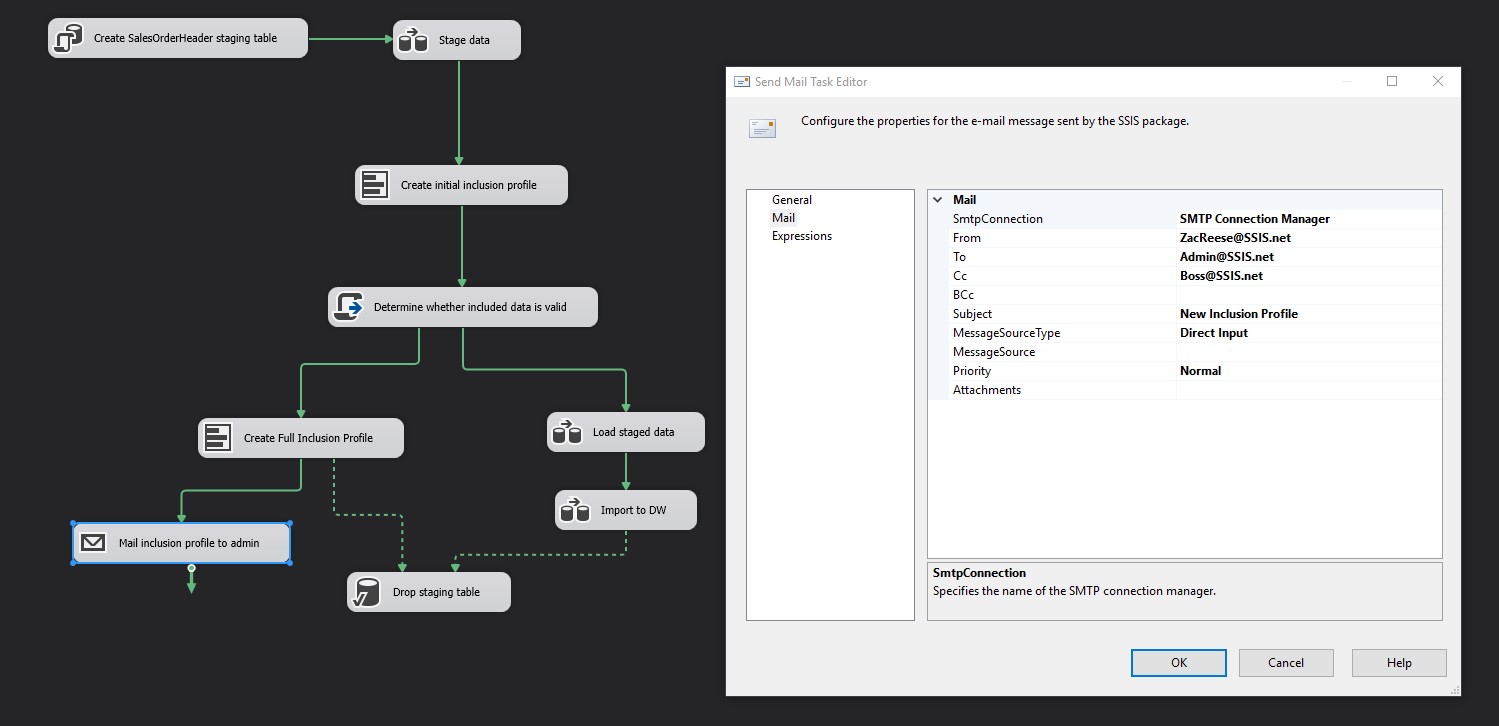 Create SalesOrderHeader staging table
Stage data
Create initial inclusion profile
Determine whether included data is valid
Create Full Inclusion Profile
Load staged data
Import to DW
Mail inclusion profile to admin
Drop staging table
Send Mail Task Editor
Configure the properties for the e-mail message sent by the SSIS package.
General
Mail
Expressions
Mail
SmtpConnection SMTP Connection Manager
From ZacReese@SSIS.net
To Admin@SSIS.net
Cc Boss@SSIS.net
BCc
Subject New Inclusion Profile
MessageSourceType Direct Input
MessageSource
Priority Normal
Attachments
SmtpConnection
Specifies the name of the SMTP connection manager.
OK Cancel Help